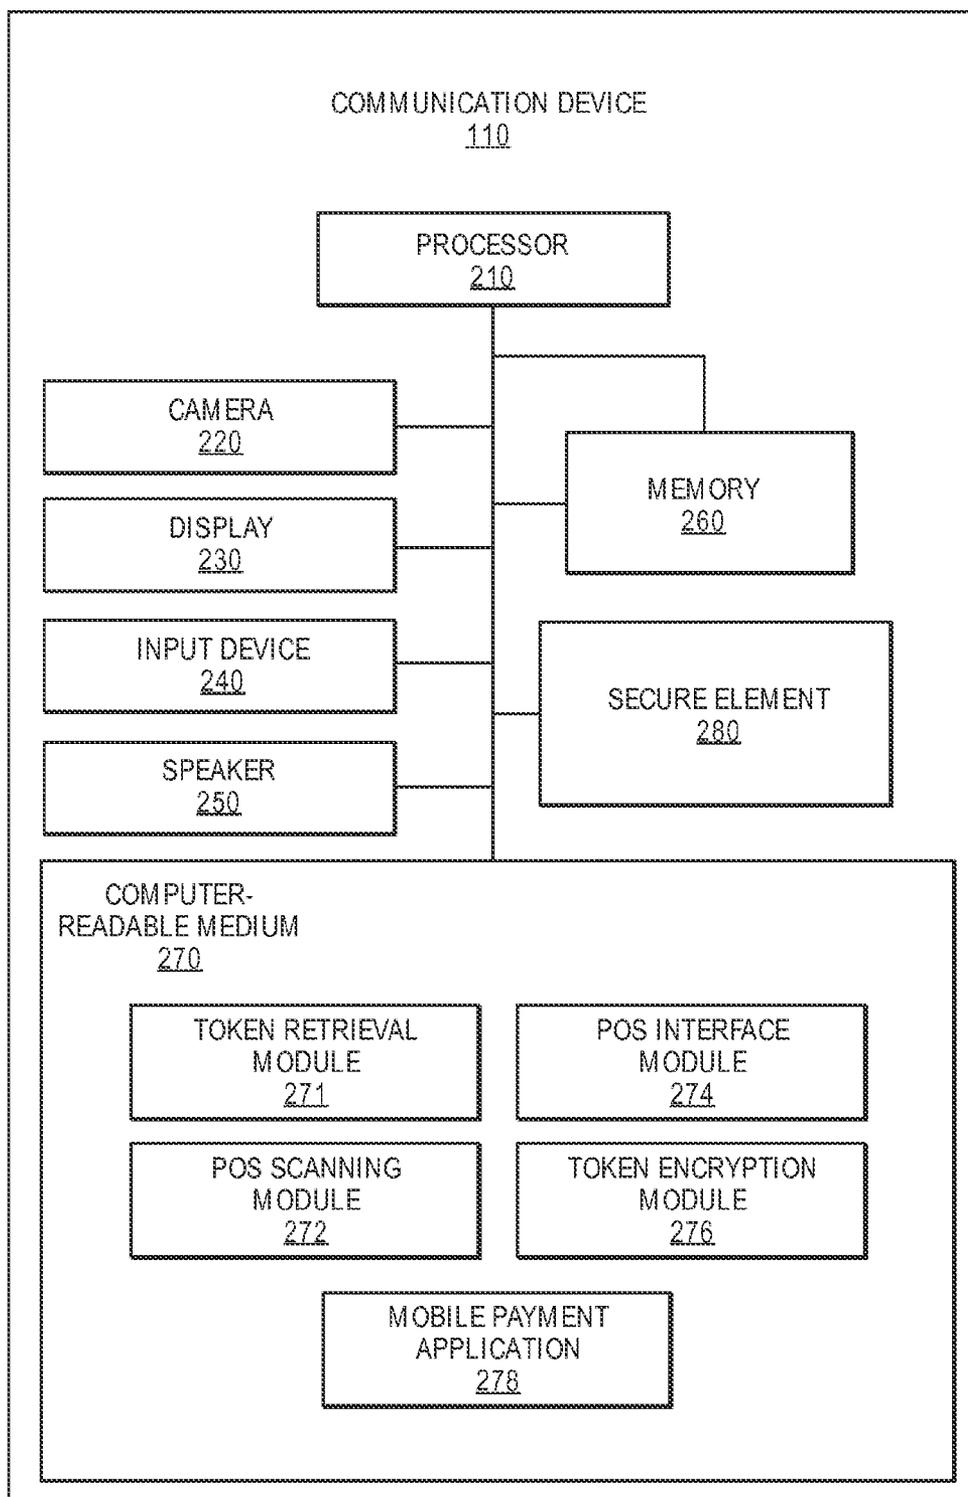 COMMUNICATION DEVICE
110
PROCESSOR
210
CAMERA
220
MEMORY
260
DISPLAY
230
INPUT DEVICE
240
SECURE ELEMENT
280
SPEAKER
250
COMPUTER-
READABLE MEDIUM
270
TOKEN RETRIEVAL
MODULE
271
POS INTERFACE
MODULE
274
POS SCANNING
MODULE
272
TOKEN ENCRYPTION
MODULE
276
MOBILE PAYMENT
APPLICATION
278